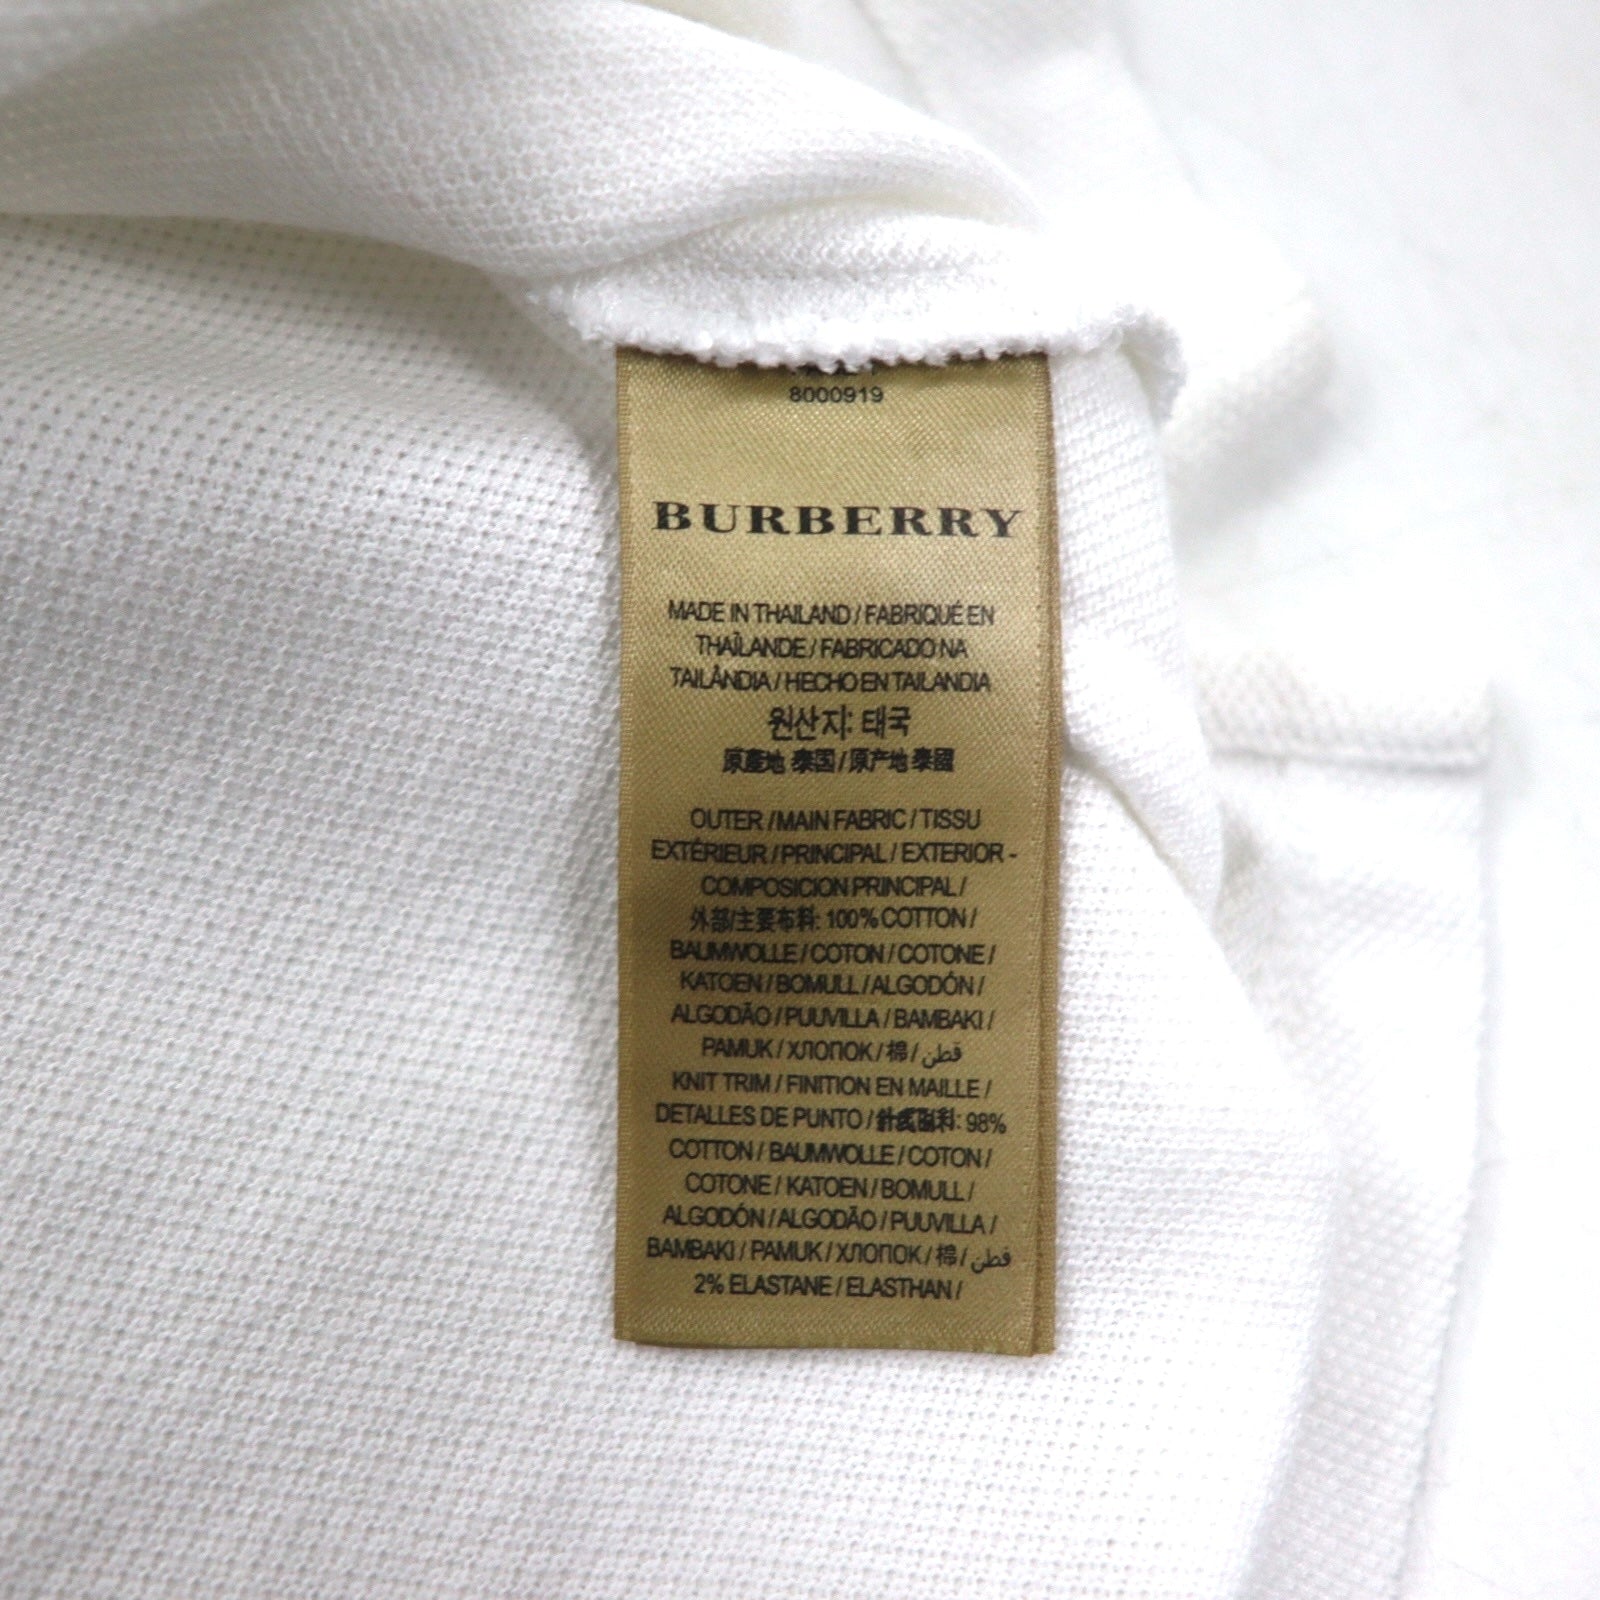 8000919
BURBERRY
MADE IN THAILAND / FABRIQUÉ EN
THAÏLANDE / FABRICADO NA
TAILÂNDIA / HECHO EN TAILANDIA
원산지: 태국
原產地 泰国 / 原产地 泰國
OUTER / MAIN FABRIC / TISSU
EXTÉRIEUR / PRINCIPAL / EXTERIOR -
COMPOSICION PRINCIPAL /
外部/主要布料: 100% COTTON /
BAUMWOLLE / COTON / COTONE /
KATOEN / BOMULL / ALGODÓN /
ALGODÃO / PUUVILLA / BAMBAKI /
PAMUK / ХЛОПОК / 棉 / قطن
KNIT TRIM / FINITION EN MAILLE /
DETALLES DE PUNTO / 98%
COTTON / BAUMWOLLE / COTON /
COTONE / KATOEN / BOMULL /
ALGODÓN / ALGODÃO / PUUVILLA /
BAMBAKI / PAMUK / ХЛОПОК / 棉 / قطن
2% ELASTANE / ELASTHAN /